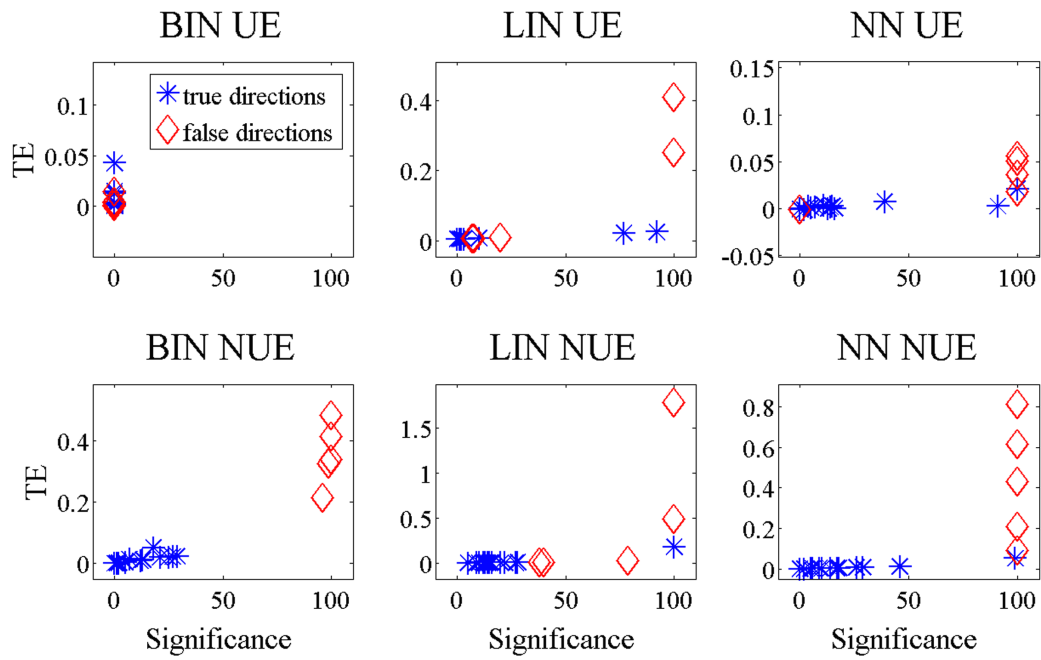 BIN UE
LIN UE
NN UE
true directions
false directions
TE
0.1
0.05
0
0 50 100
0.4
0.2
0
0 50 100
0.15
0.1
0.05
0
-0.05
0 50 100
BIN NUE
LIN NUE
NN NUE
TE
0.4
0.2
0
0 50 100
Significance
1.5
1
0.5
0
0 50 100
Significance
0.8
0.6
0.4
0.2
0
0 50 100
Significance